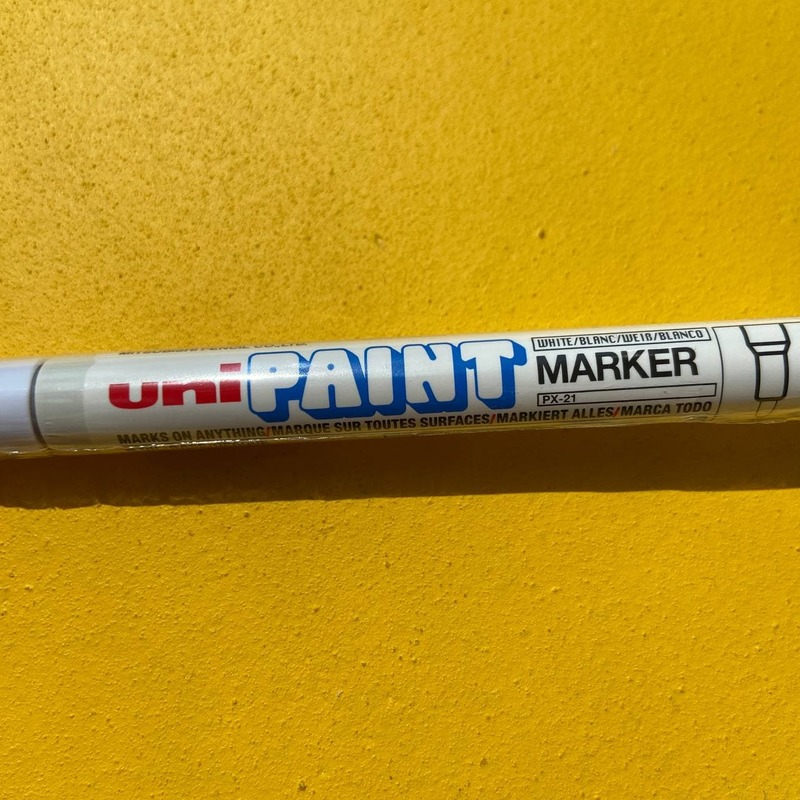 uni PAINT
WHITE/BLANC/WEIß/BLANCO
MARKER
PX-21
MARKS ON ANYTHING/MARQUE SUR TOUTES SURFACES/MARKIERT ALLES/MARCA TODO